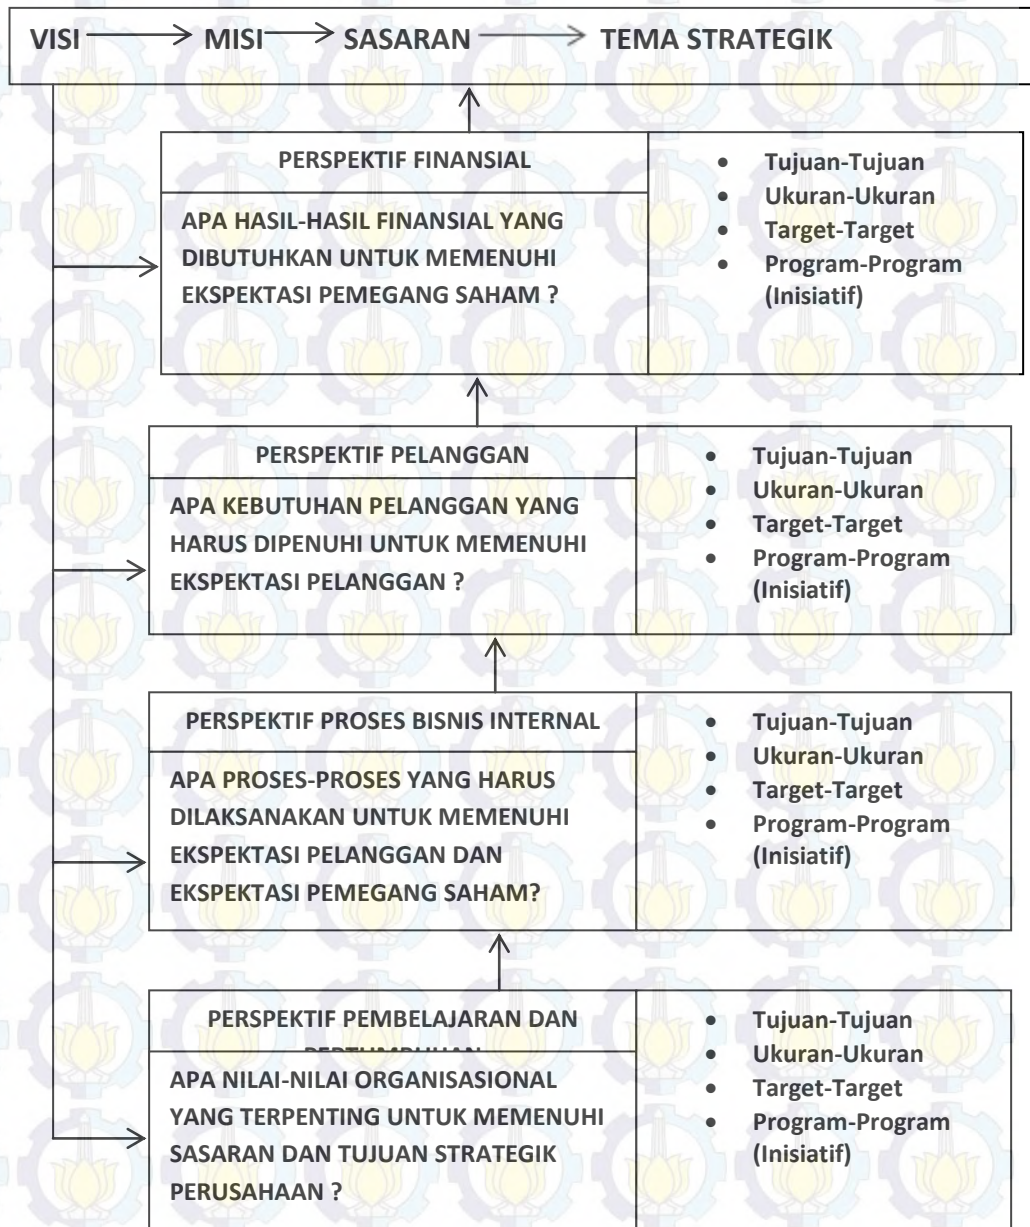 VISI MISI SASARAN TEMA STRATEGIK
PERSPEKTIF FINANSIAL
APA HASIL-HASIL FINANSIAL YANG
DIBUTUHKAN UNTUK MEMENUHI
EKSPEKTASI PEMEGANG SAHAM ?
• Tujuan-Tujuan
• Ukuran-Ukuran
• Target-Target
• Program-Program
(Inisiatif)
PERSPEKTIF PELANGGAN
APA KEBUTUHAN PELANGGAN YANG
HARUS DIPENUHI UNTUK MEMENUHI
EKSPEKTASI PELANGGAN ?
• Tujuan-Tujuan
• Ukuran-Ukuran
• Target-Target
• Program-Program
(Inisiatif)
PERSPEKTIF PROSES BISNIS INTERNAL
APA PROSES-PROSES YANG HARUS
DILAKSANAKAN UNTUK MEMENUHI
EKSPEKTASI PELANGGAN DAN
EKSPEKTASI PEMEGANG SAHAM?
• Tujuan-Tujuan
• Ukuran-Ukuran
• Target-Target
• Program-Program
(Inisiatif)
PERSPEKTIF PEMBELAJARAN DAN
PERTUMBUHAN
APA NILAI-NILAI ORGANISASIONAL
YANG TERPENTING UNTUK MEMENUHI
SASARAN DAN TUJUAN STRATEGIK
PERUSAHAAN ?
• Tujuan-Tujuan
• Ukuran-Ukuran
• Target-Target
• Program-Program
(Inisiatif)